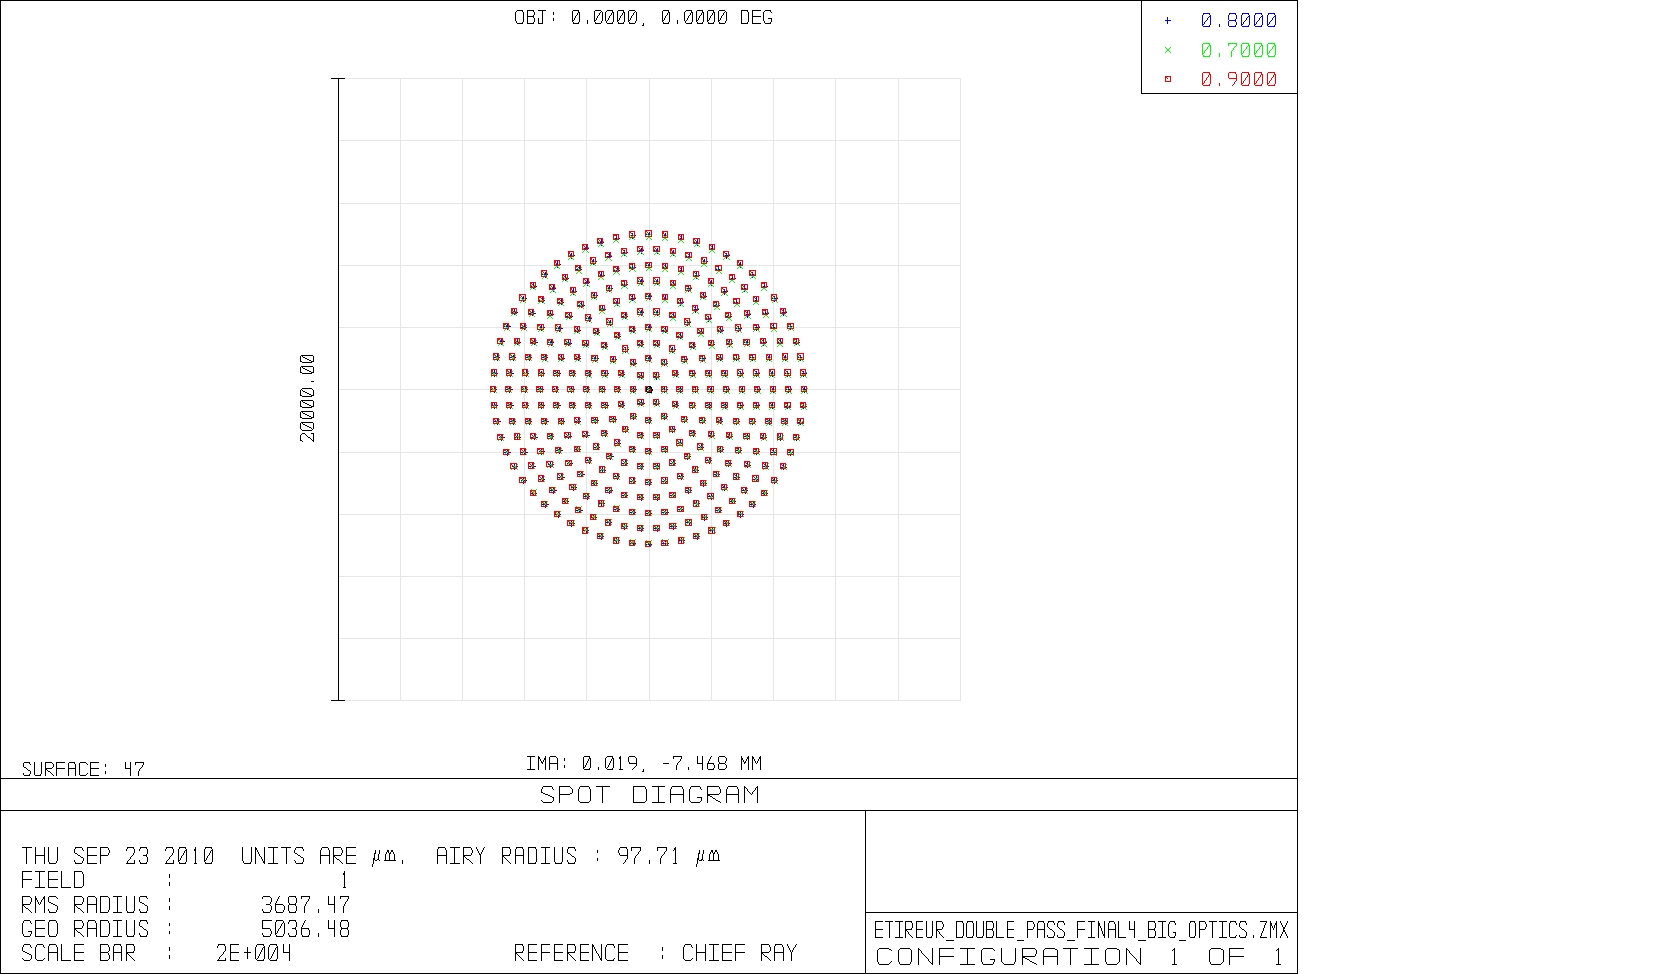 OBJ: 0.0000, 0.0000 DEG
+ 0.8000
× 0.7000
□ 0.9000
20000.00
IMA: 0.019, -7.468 MM
SURFACE: 47
SPOT DIAGRAM
THU SEP 23 2010  UNITS ARE µm.  AIRY RADIUS : 97.71 µm
FIELD : 1
RMS RADIUS : 3687.47
GEO RADIUS : 5036.48
SCALE BAR : 2E+004 REFERENCE : CHIEF RAY
ETIREUR_DOUBLE_PASS_FINAL4_BIG_OPTICS.ZMX
CONFIGURATION 1 OF 1